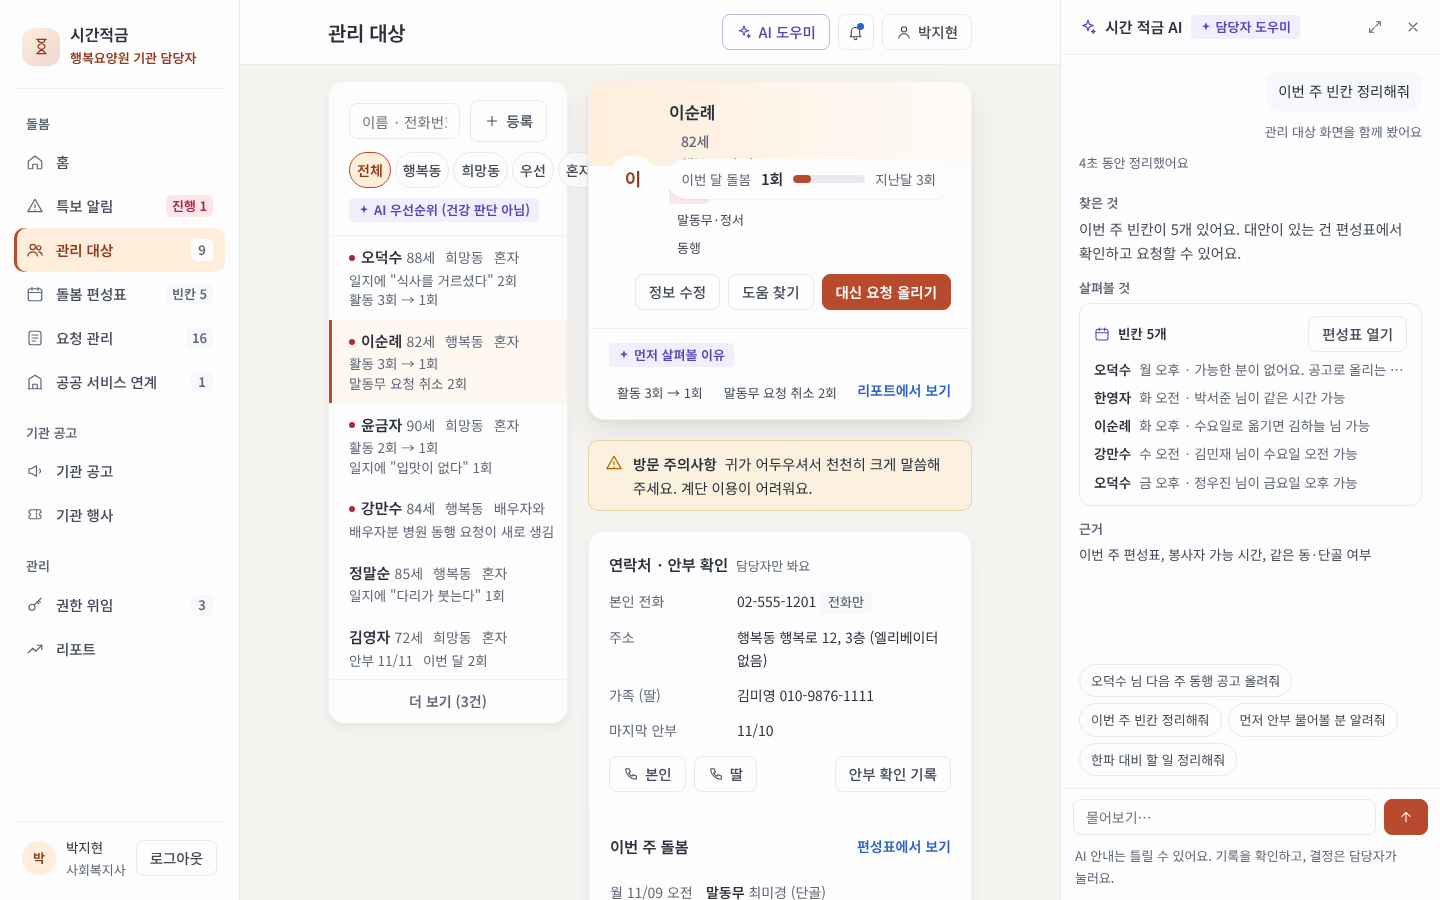 시간적금
행복요양원 기관 담당자
돌봄
홈
특보 알림 진행 1
관리 대상 9
돌봄 편성표 빈칸 5
요청 관리 16
공공 서비스 연계 1
기관 공고
기관 공고
기관 행사
관리
권한 위임 3
리포트
박 박지현
사회복지사
로그아웃
관리 대상
AI 도우미
박지현
이름 · 전화번호
등록
전체 행복동 희망동 우선 혼자
AI 우선순위 (건강 판단 아님)
오덕수 88세 희망동 혼자
일지에 "식사를 거르셨다" 2회
활동 3회 → 1회
이순례 82세 행복동 혼자
활동 3회 → 1회
말동무 요청 취소 2회
윤금자 90세 희망동 혼자
활동 2회 → 1회
일지에 "입맛이 없다" 1회
강만수 84세 행복동 배우자와
배우자분 병원 동행 요청이 새로 생김
정말순 85세 행복동 혼자
일지에 "다리가 붓는다" 1회
김영자 72세 희망동 혼자
안부 11/11 이번 달 2회
더 보기 (3건)
이순례
82세
이
이번 달 돌봄 1회 지난달 3회
말동무·정서
동행
정보 수정 도움 찾기 대신 요청 올리기
먼저 살펴볼 이유
활동 3회 → 1회 말동무 요청 취소 2회 리포트에서 보기
방문 주의사항 귀가 어두우셔서 천천히 크게 말씀해
주세요. 계단 이용이 어려워요.
연락처 · 안부 확인 담당자만 봐요
본인 전화 02-555-1201 전화만
주소 행복동 행복로 12, 3층 (엘리베이터
없음)
가족 (딸) 김미영 010-9876-1111
마지막 안부 11/10
본인 딸 안부 확인 기록
이번 주 돌봄 편성표에서 보기
월 11/09 오전 말동무 최미경 (단골)
시간 적금 AI 담당자 도우미
이번 주 빈칸 정리해줘
관리 대상 화면을 함께 봤어요
4초 동안 정리했어요
찾은 것
이번 주 빈칸이 5개 있어요. 대안이 있는 건 편성표에서
확인하고 요청할 수 있어요.
살펴볼 것
빈칸 5개 편성표 열기
오덕수 월 오후 · 가능한 분이 없어요. 공고로 올리는 …
한영자 화 오전 · 박서준 님이 같은 시간 가능
이순례 화 오후 · 수요일로 옮기면 김하늘 님 가능
강만수 수 오전 · 김민재 님이 수요일 오전 가능
오덕수 금 오후 · 정우진 님이 금요일 오후 가능
근거
이번 주 편성표, 봉사자 가능 시간, 같은 동·단골 여부
오덕수 님 다음 주 동행 공고 올려줘
이번 주 빈칸 정리해줘 먼저 안부 물어볼 분 알려줘
한파 대비 할 일 정리해줘
물어보기…
AI 안내는 틀릴 수 있어요. 기록을 확인하고, 결정은 담당자가
눌러요.